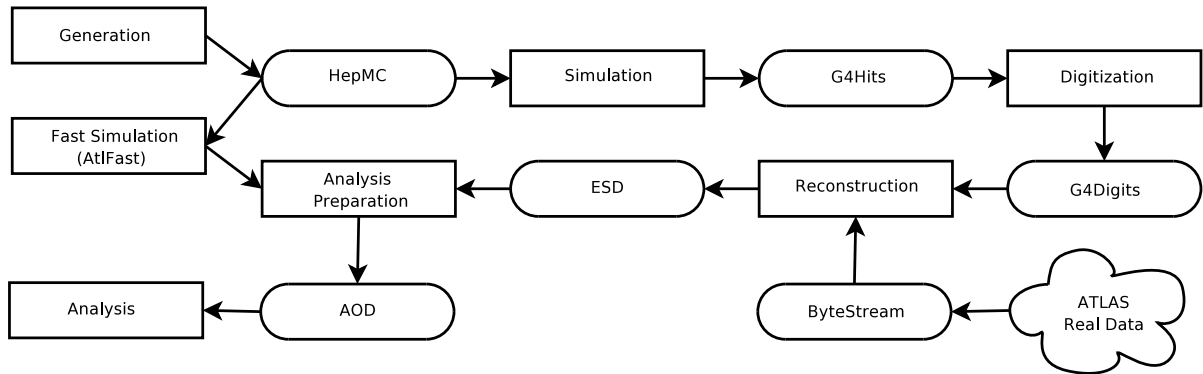 Generation
HepMC
Simulation
G4Hits
Digitization
Fast Simulation
(AtlFast)
Analysis
Preparation
ESD
Reconstruction
G4Digits
Analysis
AOD
ByteStream
ATLAS
Real Data